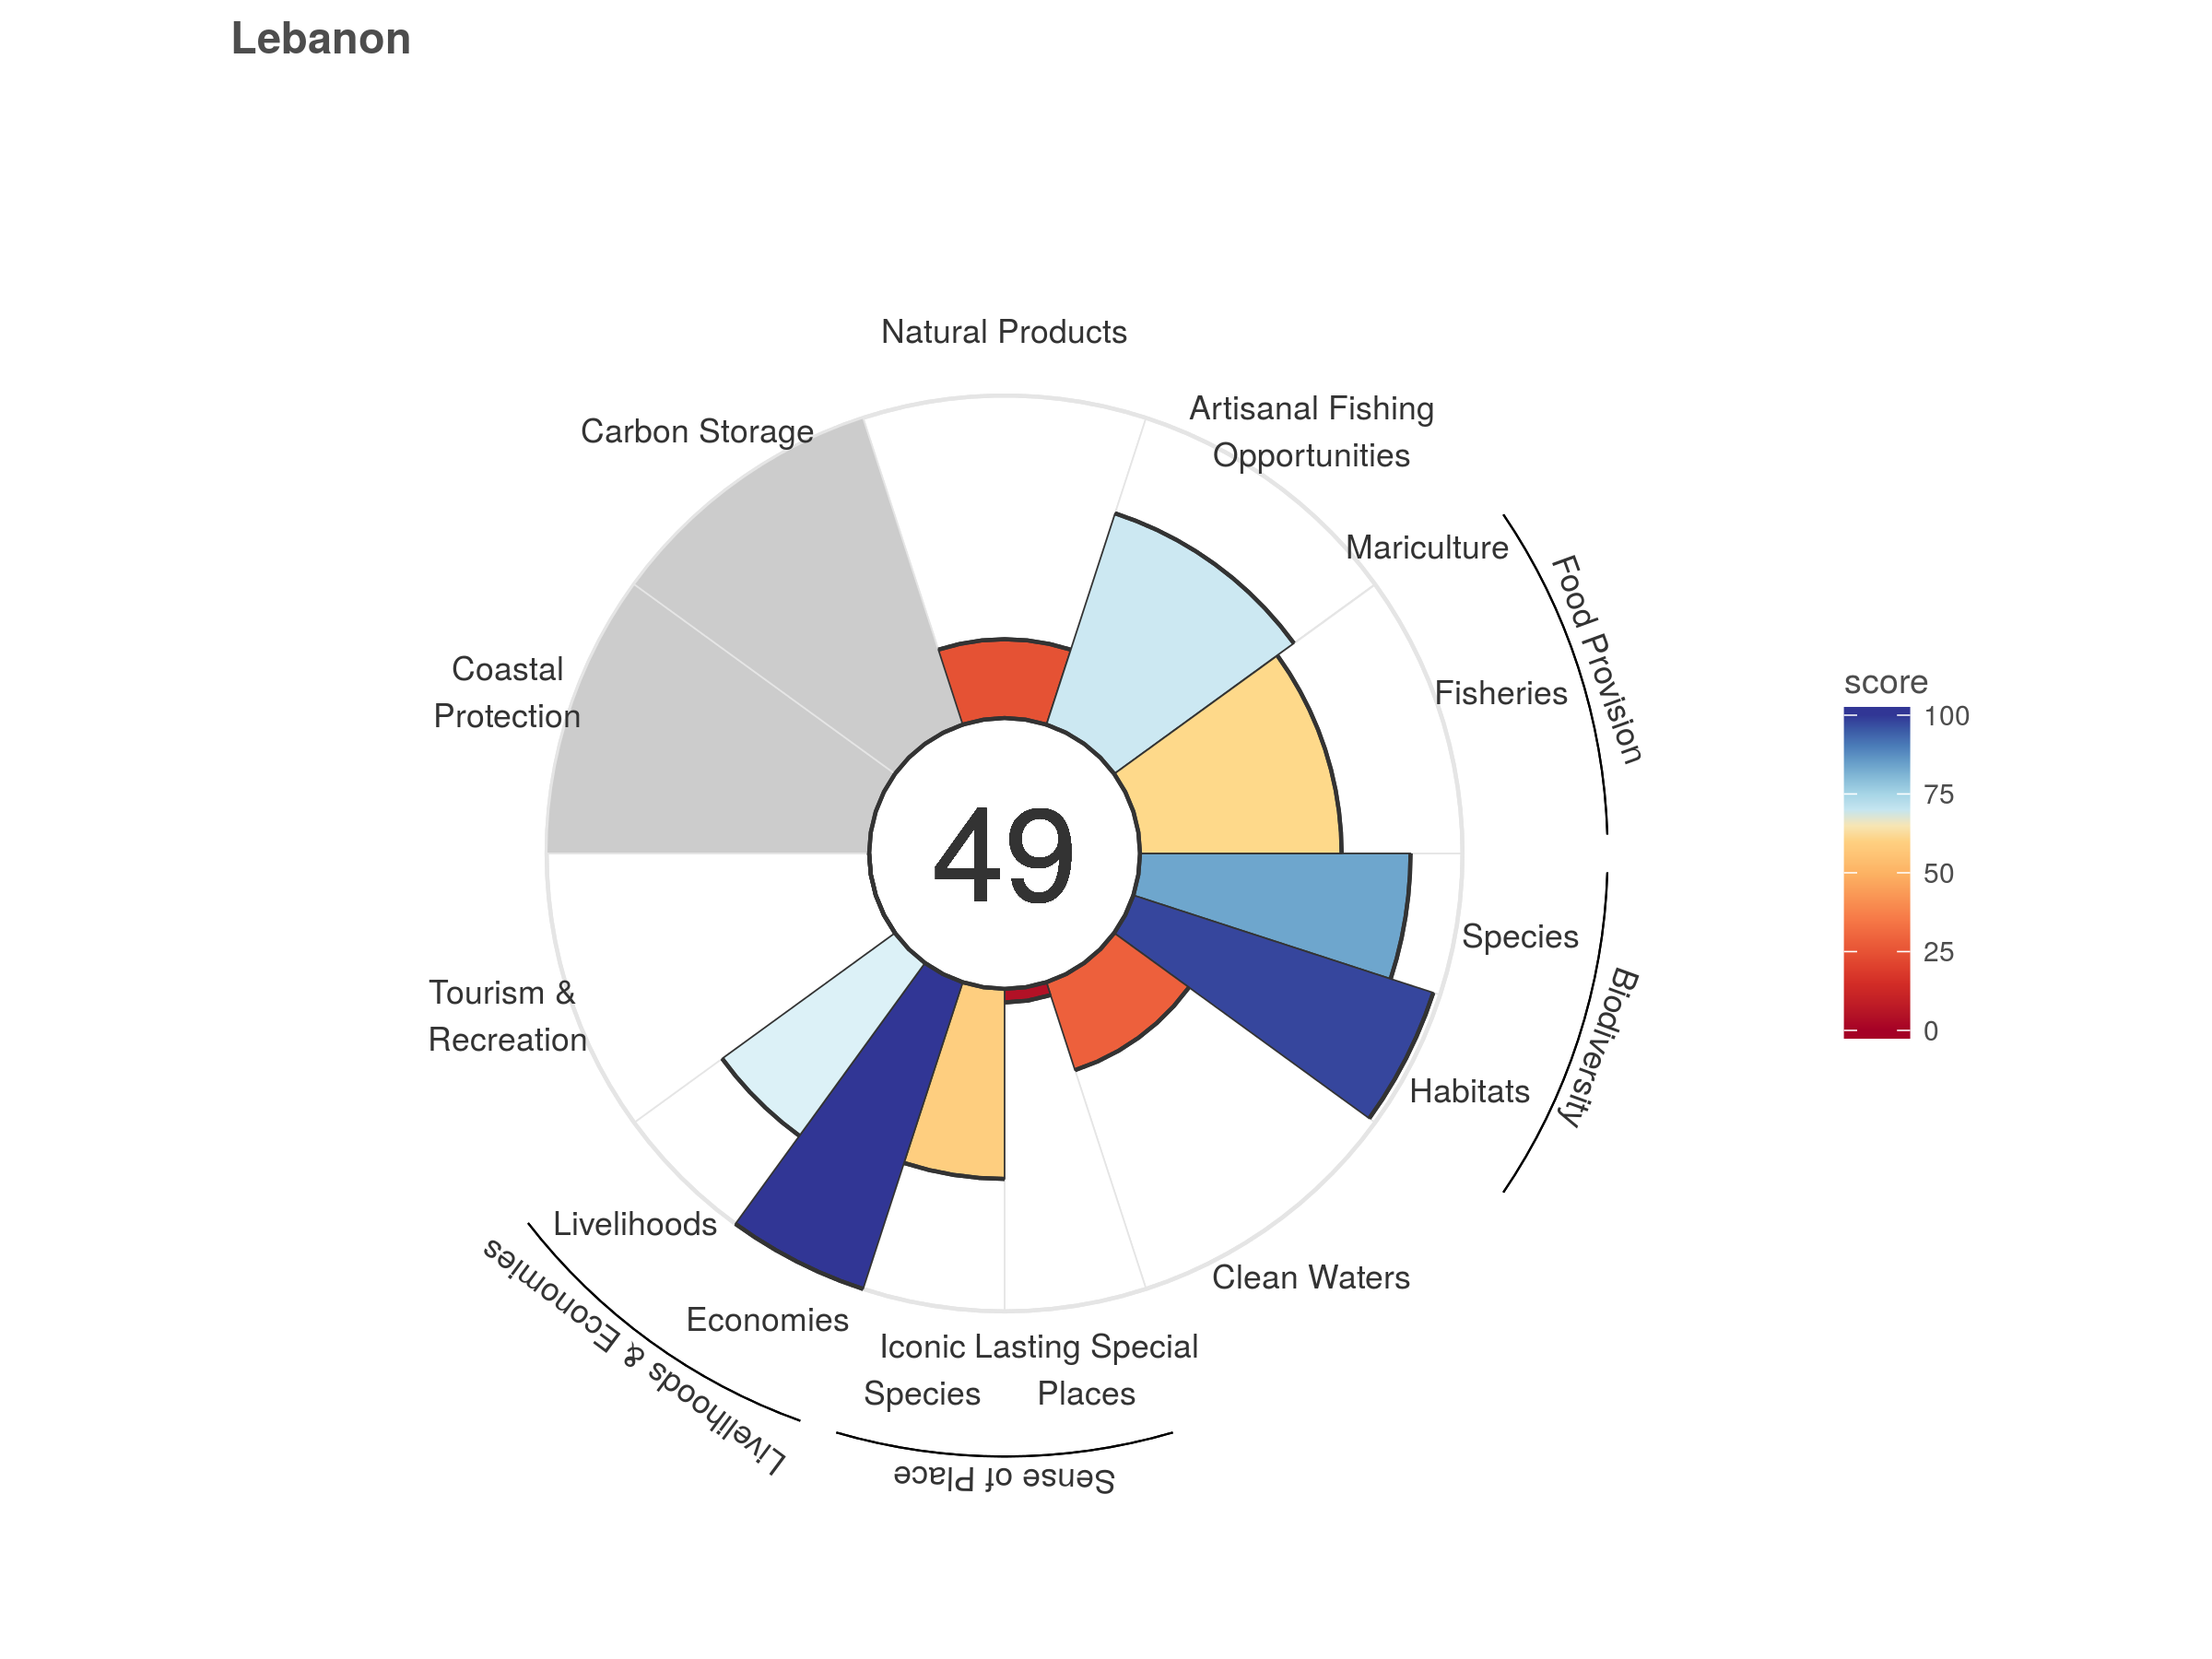 Lebanon
Natural Products
Artisanal Fishing
Opportunities
Carbon Storage
Mariculture
Food Provision
Coastal
Protection
Fisheries
score
100
75
50
25
0
49
Species
Biodiversity
Tourism &
Recreation
Habitats
Livelihoods
Clean Waters
Economies
Livelihoods & Economies
Iconic
Species
Lasting Special
Places
Sense of Place